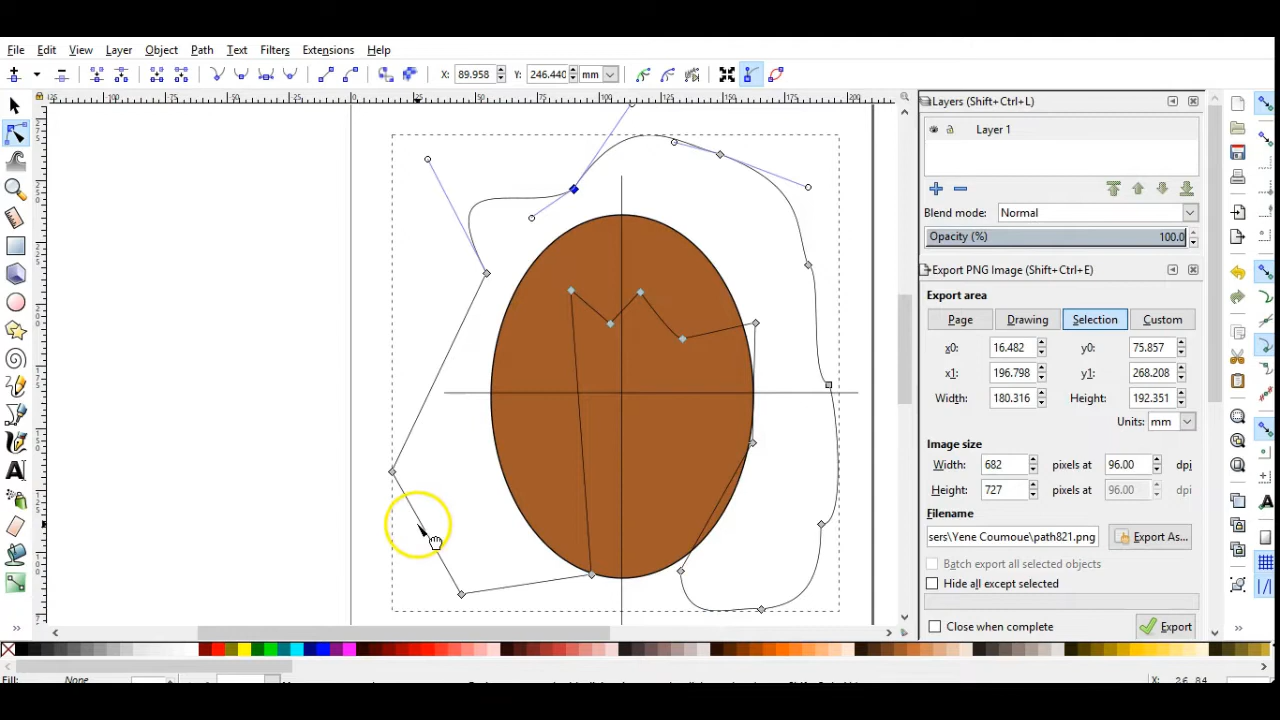 File Edit View Layer Object Path Text Filters Extensions Help
X: 89.958 Y: 246.440 mm
Layers (Shift+Ctrl+L)
Layer 1
Blend mode: Normal
Opacity (%) 100.0
Export PNG Image (Shift+Ctrl+E)
Export area
Page Drawing Selection Custom
x0: 16.482 y0: 75.857
x1: 196.798 y1: 268.208
Width: 180.316 Height: 192.351
Units: mm
Image size
Width: 682 pixels at 96.00 dpi
Height: 727 pixels at 96.00 dpi
Filename
sers\Yene Coumoue\path821.png Export As...
Batch export all selected objects
Hide all except selected
Close when complete Export
Fill: None